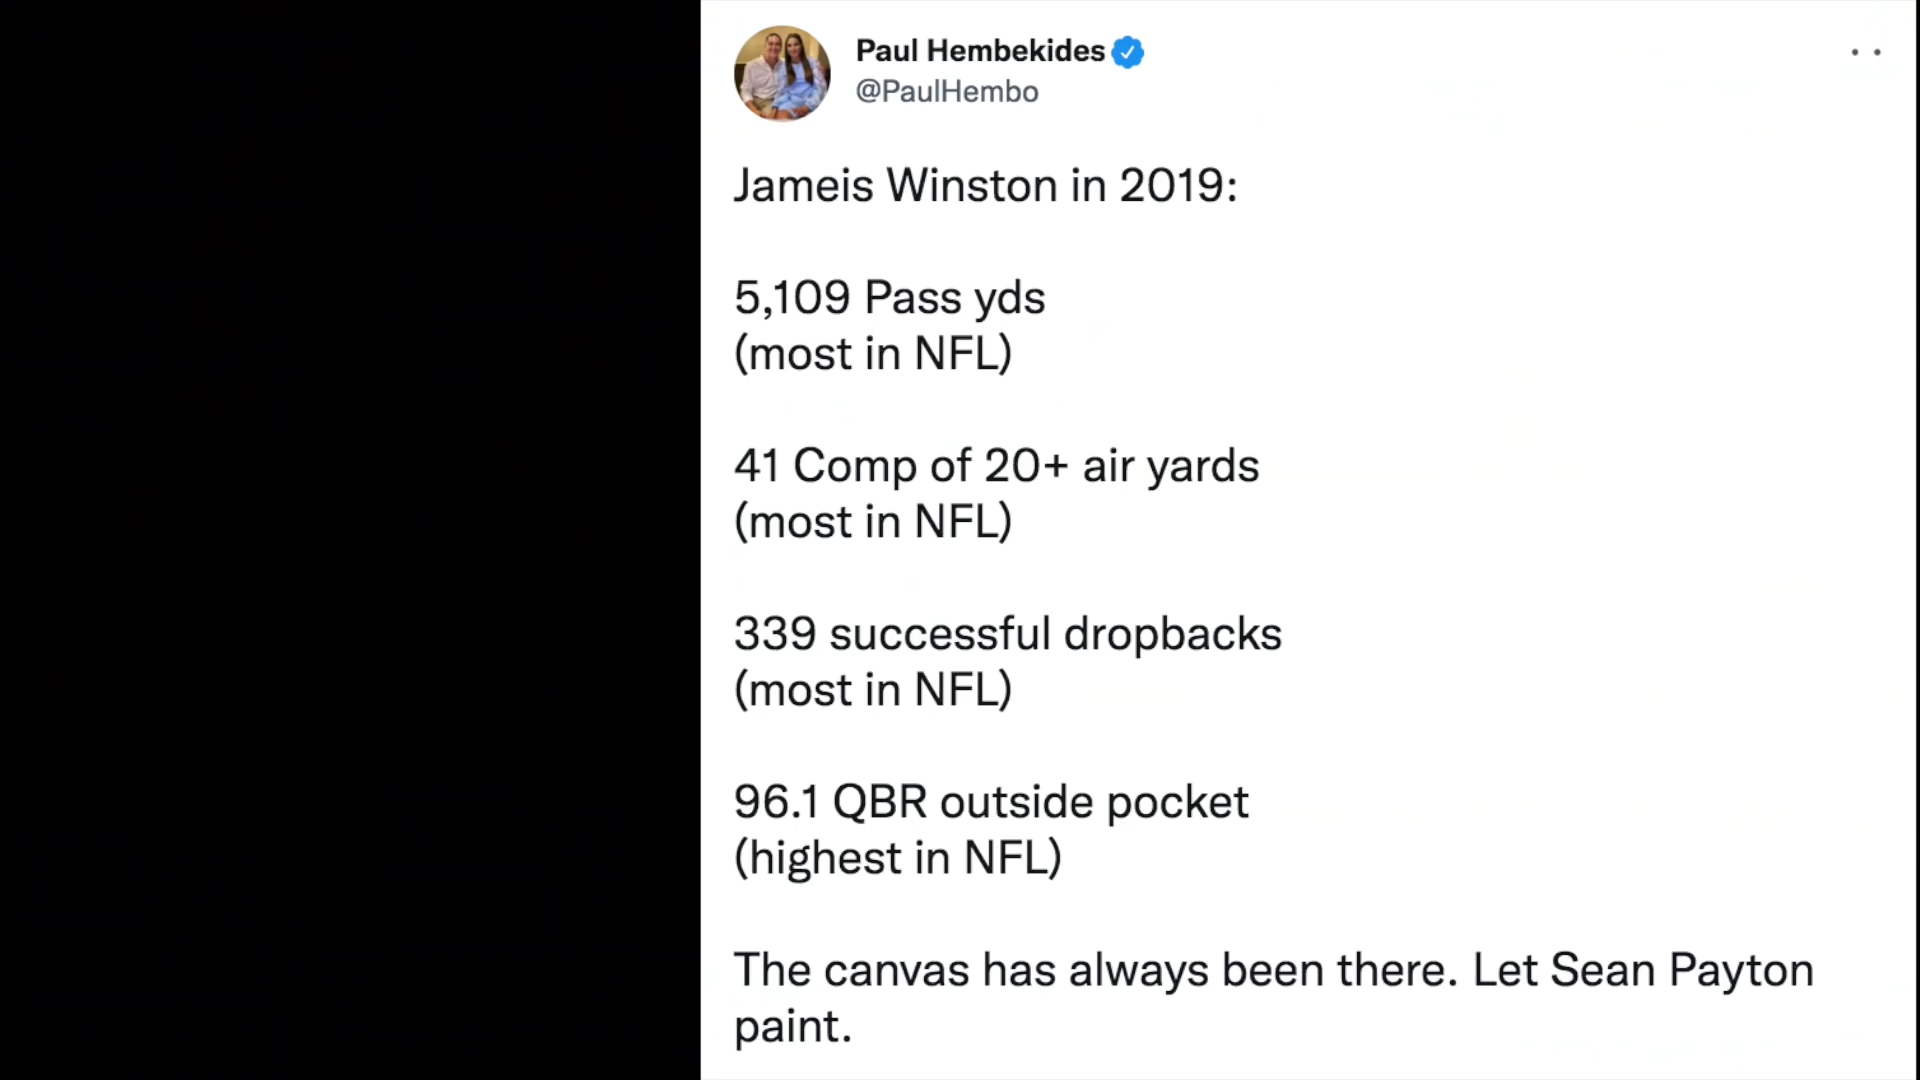 Paul Hembekides
@PaulHembo
Jameis Winston in 2019:
5,109 Pass yds
(most in NFL)
41 Comp of 20+ air yards
(most in NFL)
339 successful dropbacks
(most in NFL)
96.1 QBR outside pocket
(highest in NFL)
The canvas has always been there. Let Sean Payton
paint.